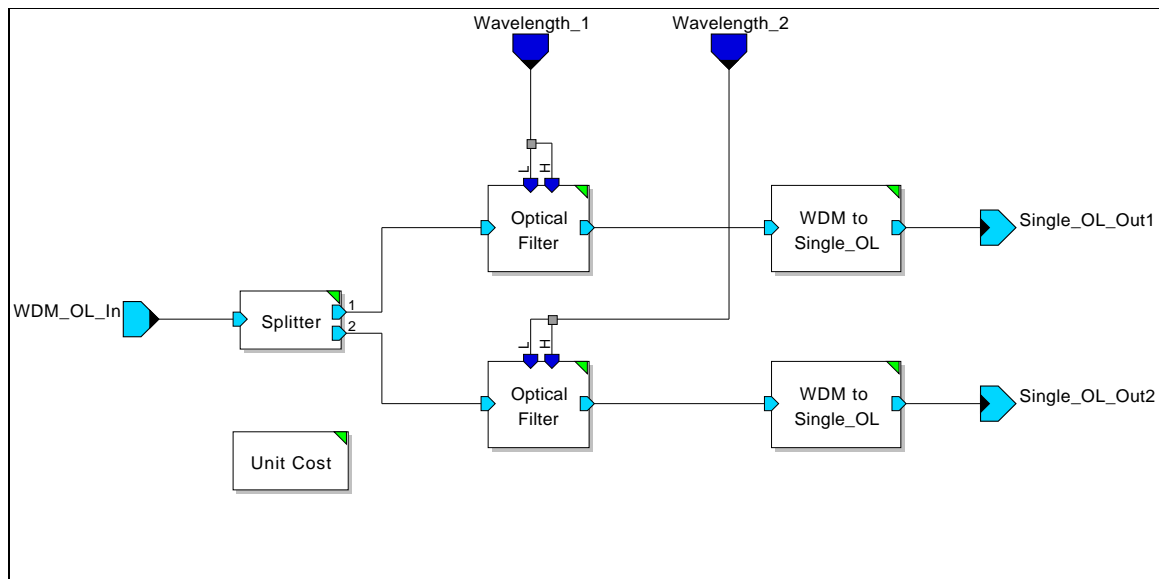 Wavelength_1
Wavelength_2
L
H
Optical
Filter
WDM to
Single_OL
Single_OL_Out1
WDM_OL_In
Splitter
1
2
L
H
Optical
Filter
WDM to
Single_OL
Single_OL_Out2
Unit Cost